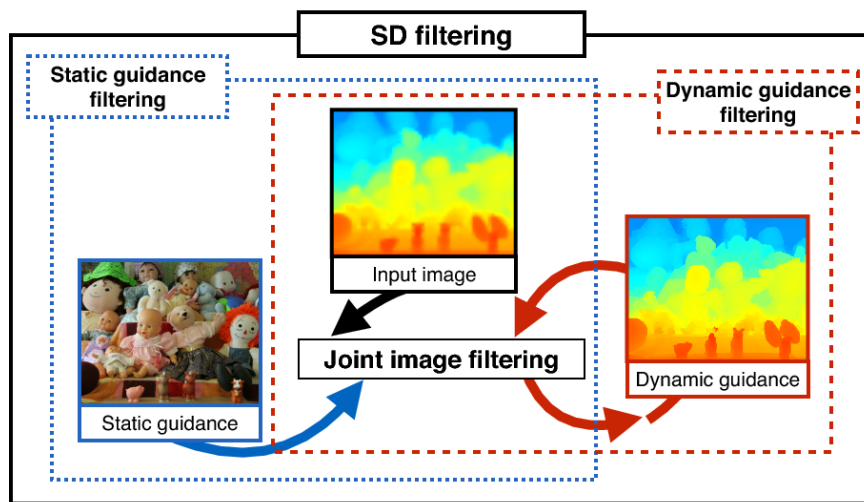 SD filtering
Static guidance
filtering
Dynamic guidance
filtering
Input image
Joint image filtering
Static guidance
Dynamic guidance